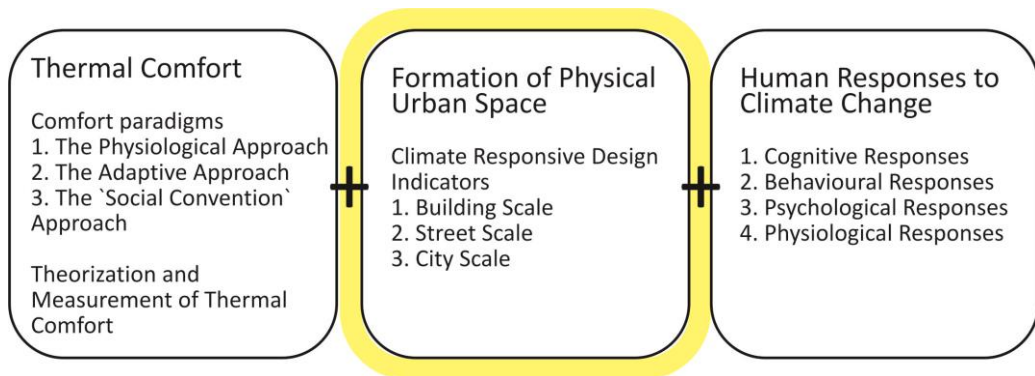 Thermal Comfort
Comfort paradigms
1. The Physiological Approach
2. The Adaptive Approach
3. The `Social Convention`
Approach
Theorization and
Measurement of Thermal
Comfort
+
Formation of Physical
Urban Space
Climate Responsive Design
Indicators
1. Building Scale
2. Street Scale
3. City Scale
+
Human Responses to
Climate Change
1. Cognitive Responses
2. Behavioural Responses
3. Psychological Responses
4. Physiological Responses